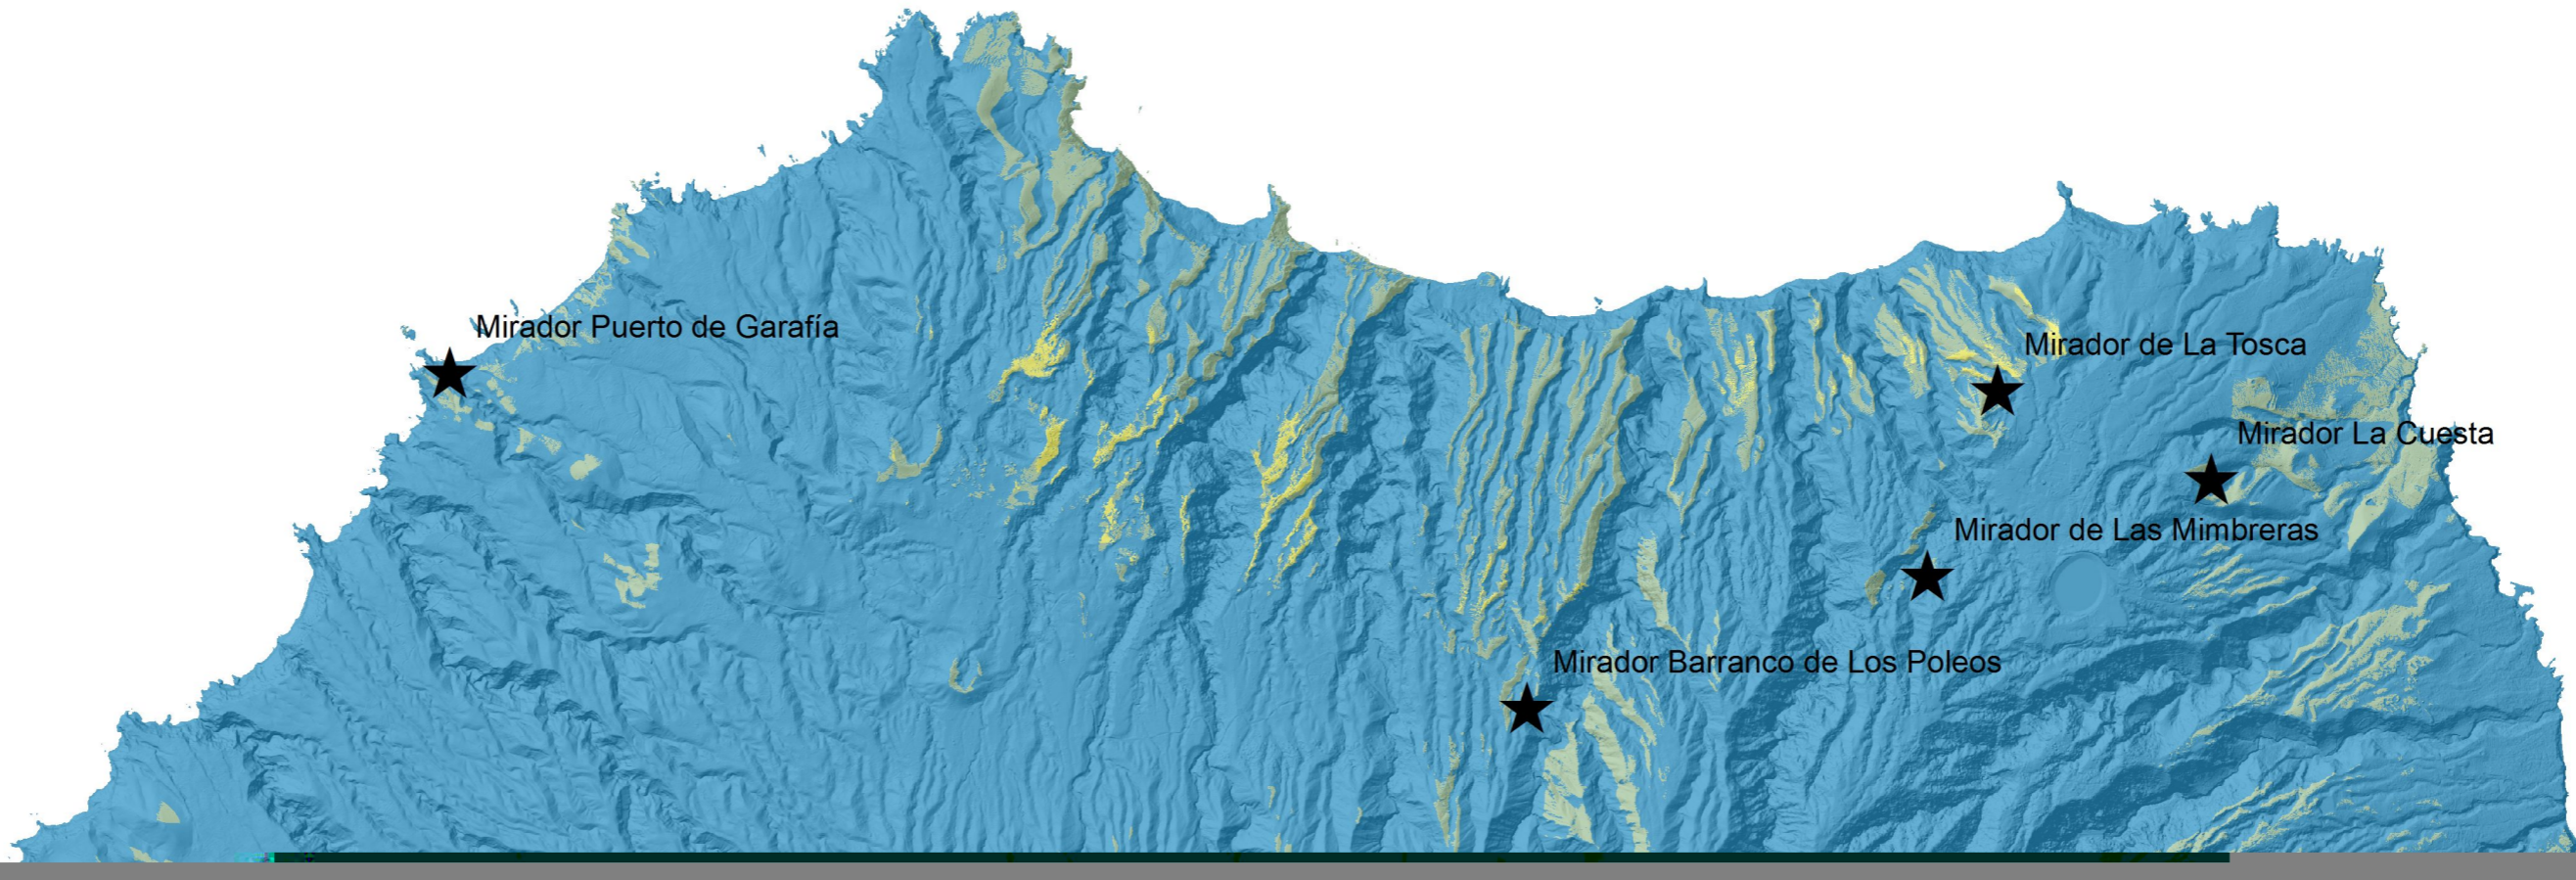 Mirador Puerto de Garafía
Mirador de La Tosca
Mirador La Cuesta
Mirador de Las Mimbreras
Mirador Barranco de Los Poleos